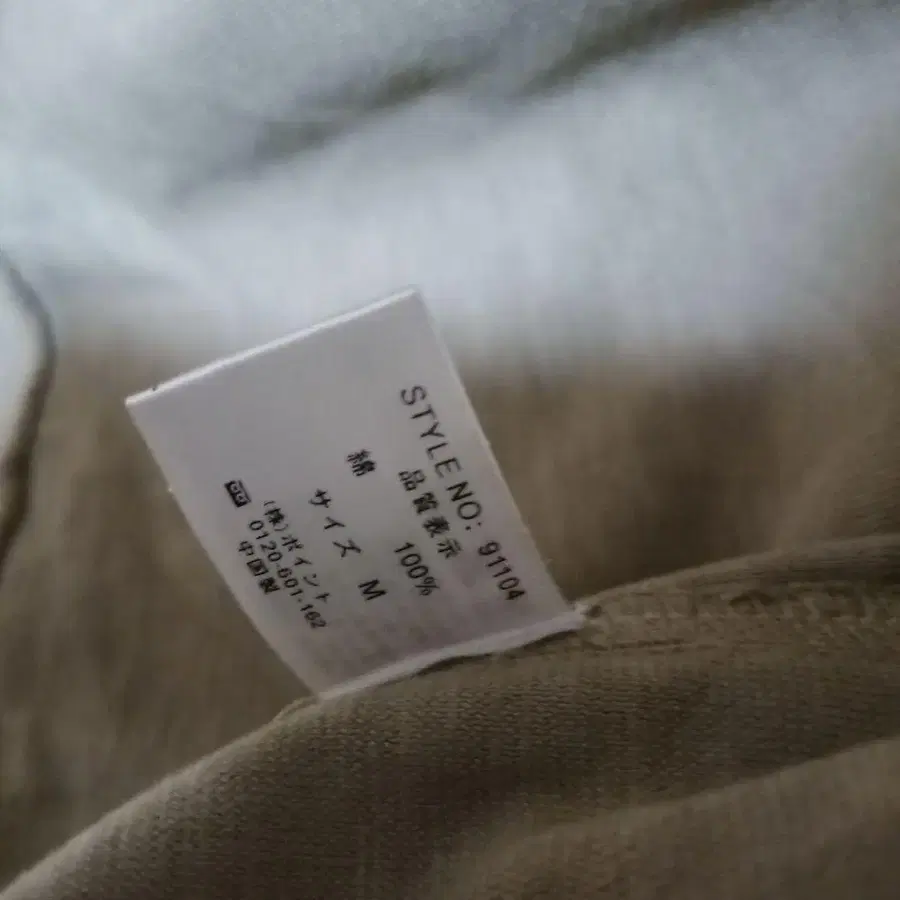 STYLE NO: 91104
品質表示
綿 100%
サイズ M
(株)ポイント
0120-601-162
中国製